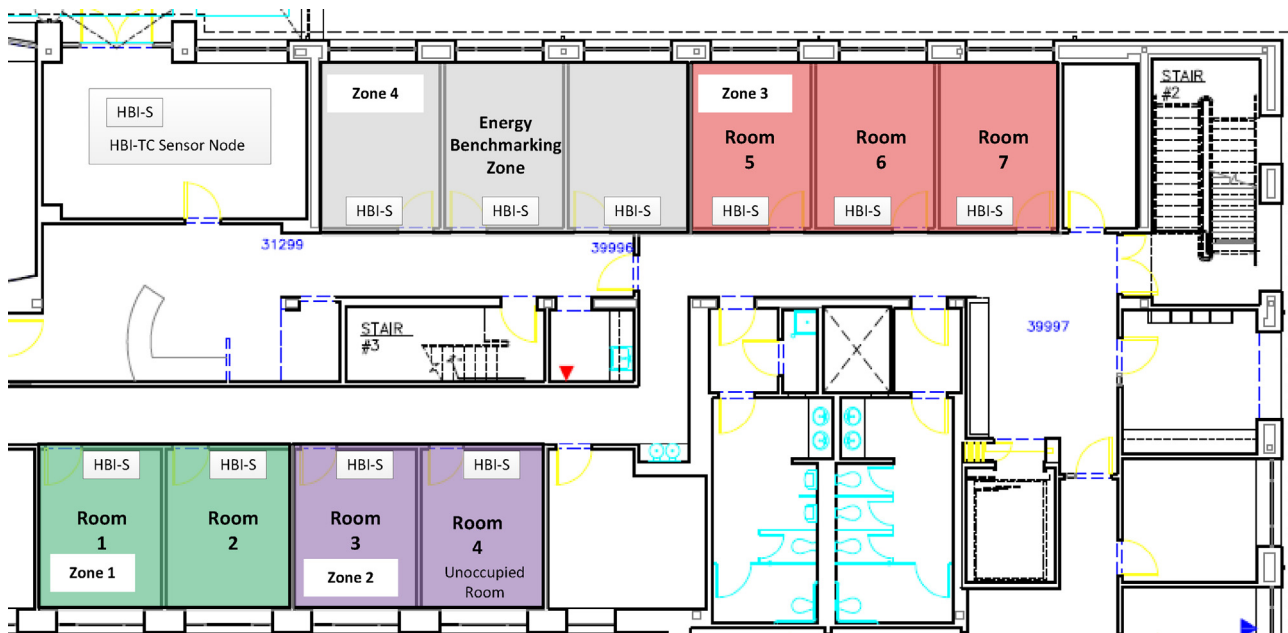 HBI-S
HBI-TC Sensor Node
Zone 4
Energy
Benchmarking
Zone
HBI-S
HBI-S
HBI-S
Zone 3
Room
5
Room
6
Room
7
HBI-S
HBI-S
HBI-S
STAIR
#2
31299
39996
STAIR
#3
39997
HBI-S
HBI-S
HBI-S
HBI-S
Room
1
Room
2
Room
3
Room
4
Zone 1
Zone 2
Unoccupied
Room